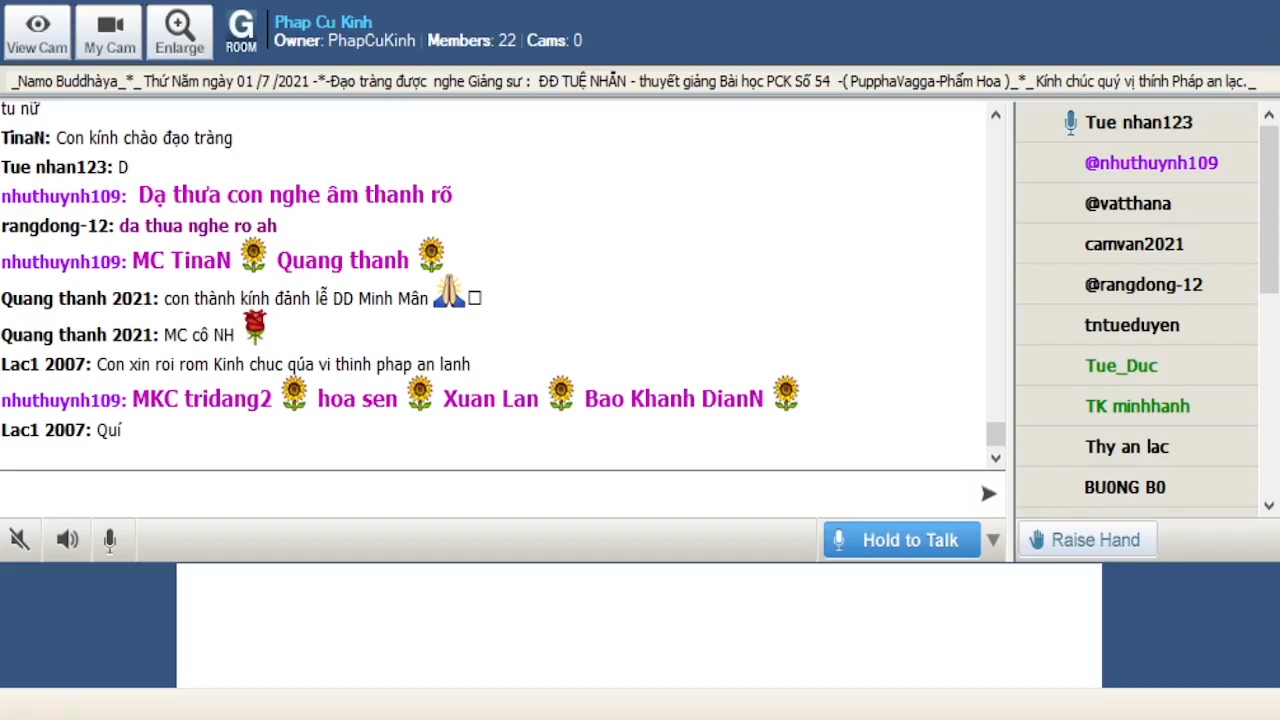 View Cam
My Cam
Enlarge
G
ROOM
Phap Cu Kinh
Owner: PhapCuKinh | Members: 22 | Cams: 0
_Namo Buddhàya_*_ Thứ Năm ngày 01 /7 /2021 -*-Đạo tràng được nghe Giảng sư : ĐĐ TUỆ NHẪN - thuyết giảng Bài học PCK Số 54 -( PupphaVagga-Phẩm Hoa )_*_ Kính chúc quý vị thính Pháp an lạc._
tu nữ
TinaN: Con kính chào đạo tràng
Tue nhan123: D
nhuthuynh109: Dạ thưa con nghe âm thanh rõ
rangdong-12: da thua nghe ro ah
nhuthuynh109: MC TinaN 🌻 Quang thanh 🌻
Quang thanh 2021: con thành kính đãnh lễ DD Minh Mân 🙏□
Quang thanh 2021: MC cô NH 🌹
Lac1 2007: Con xin roi rom Kinh chuc qúa vi thinh phap an lanh
nhuthuynh109: MKC tridang2 🌻 hoa sen 🌻 Xuan Lan 🌻 Bao Khanh DianN 🌻
Lac1 2007: Quí
Hold to Talk
Tue nhan123
@nhuthuynh109
@vatthana
camvan2021
@rangdong-12
tntueduyen
Tue_Duc
TK minhhanh
Thy an lac
BU0NG B0
Raise Hand